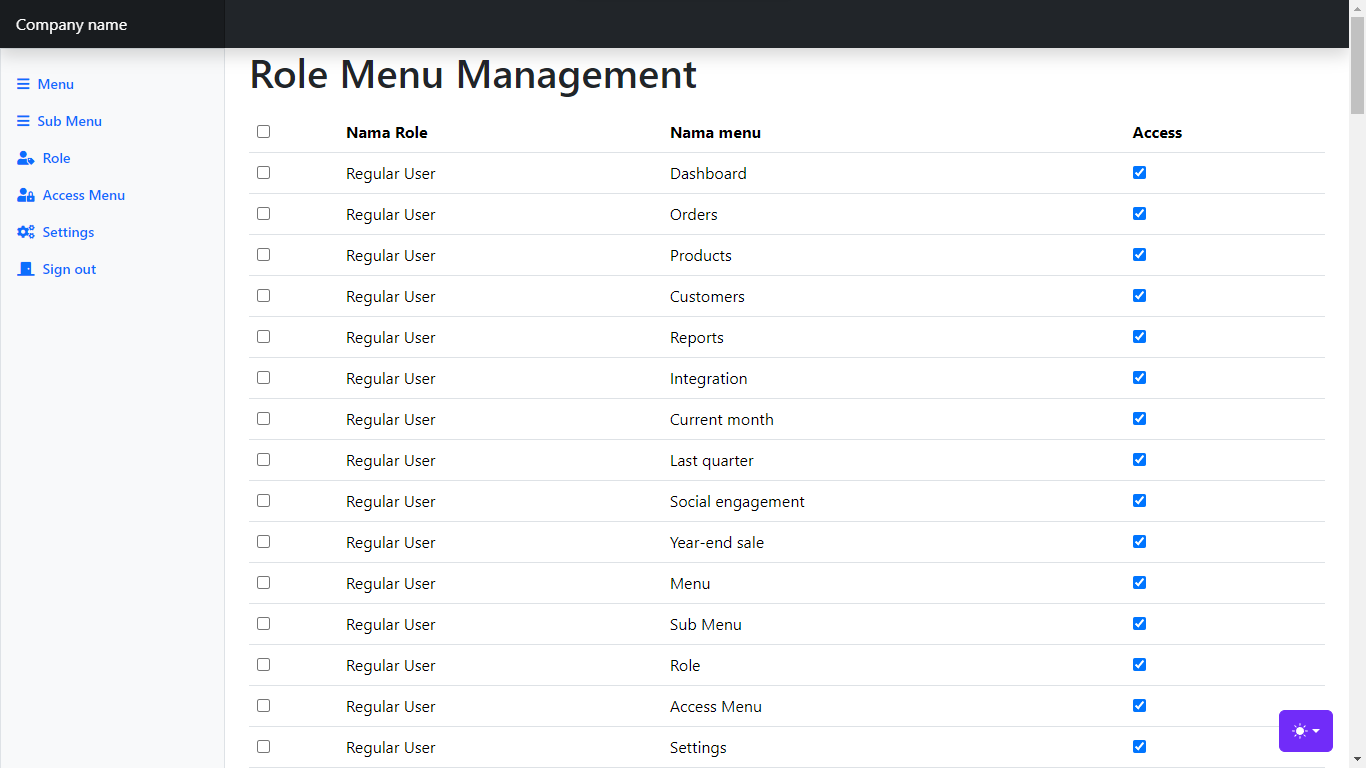 Company name
Menu
Sub Menu
Role
Access Menu
Settings
Sign out
Role Menu Management
Nama Role Nama menu Access
Regular User Dashboard
Regular User Orders
Regular User Products
Regular User Customers
Regular User Reports
Regular User Integration
Regular User Current month
Regular User Last quarter
Regular User Social engagement
Regular User Year-end sale
Regular User Menu
Regular User Sub Menu
Regular User Role
Regular User Access Menu
Regular User Settings